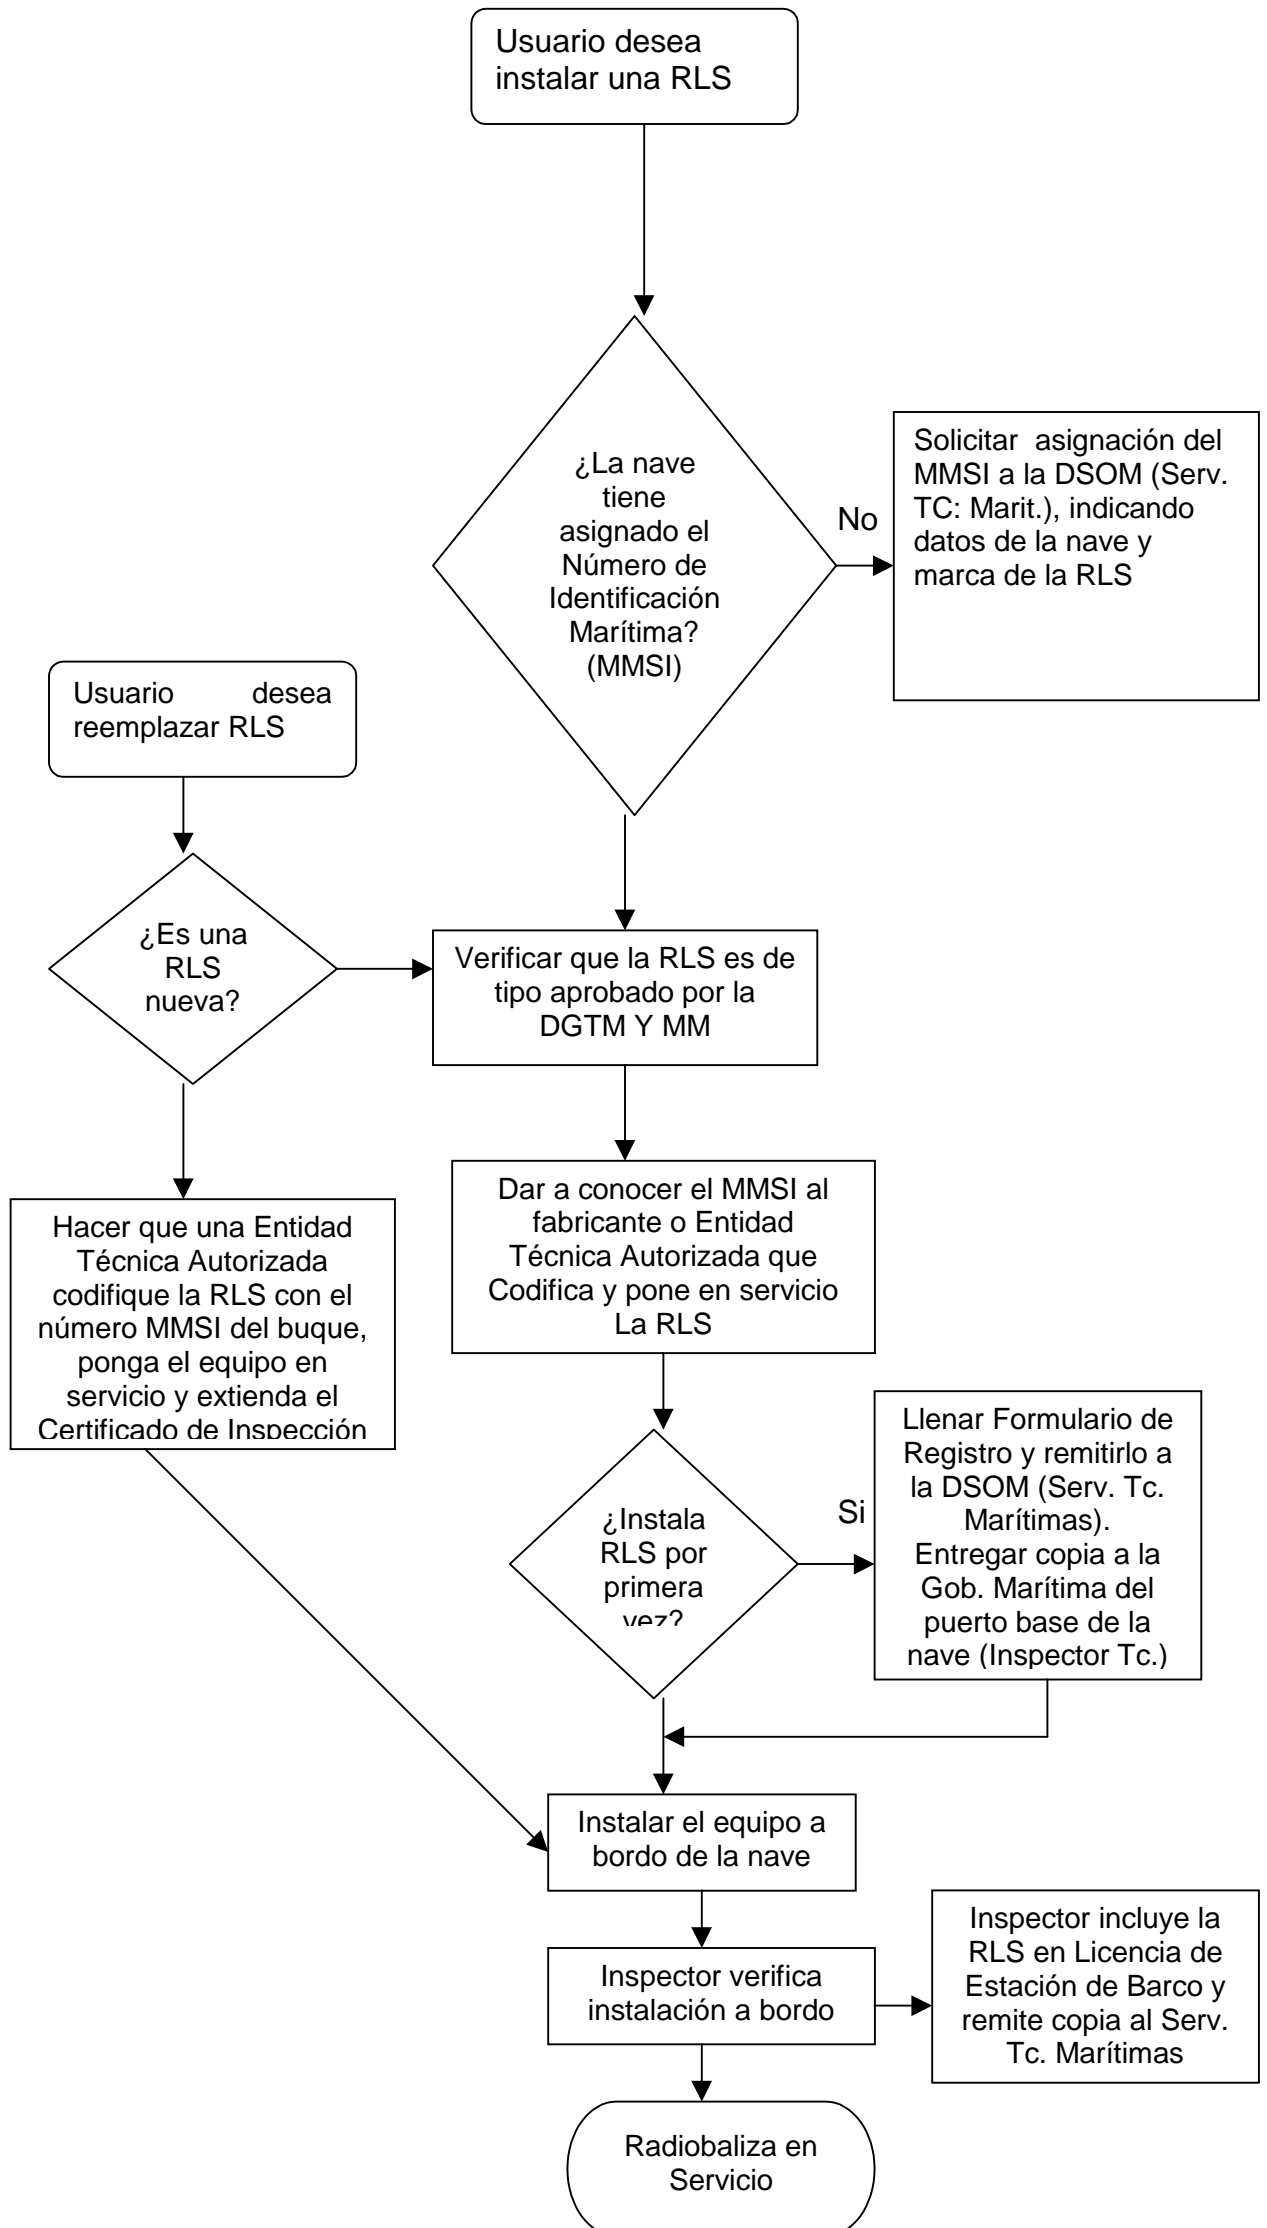 Usuario desea
instalar una RLS
¿La nave
tiene
asignado el
Número de
Identificación
Marítima?
(MMSI)
No
Solicitar asignación del
MMSI a la DSOM (Serv.
TC: Marit.), indicando
datos de la nave y
marca de la RLS
Usuario desea
reemplazar RLS
¿Es una
RLS
nueva?
Verificar que la RLS es de
tipo aprobado por la
DGTM Y MM
Hacer que una Entidad
Técnica Autorizada
codifique la RLS con el
número MMSI del buque,
ponga el equipo en
servicio y extienda el
Certificado de Inspección
Dar a conocer el MMSI al
fabricante o Entidad
Técnica Autorizada que
Codifica y pone en servicio
La RLS
¿Instala
RLS por
primera
vez?
Si
Llenar Formulario de
Registro y remitirlo a
la DSOM (Serv. Tc.
Marítimas).
Entregar copia a la
Gob. Marítima del
puerto base de la
nave (Inspector Tc.)
Instalar el equipo a
bordo de la nave
Inspector verifica
instalación a bordo
Inspector incluye la
RLS en Licencia de
Estación de Barco y
remite copia al Serv.
Tc. Marítimas
Radiobaliza en
Servicio